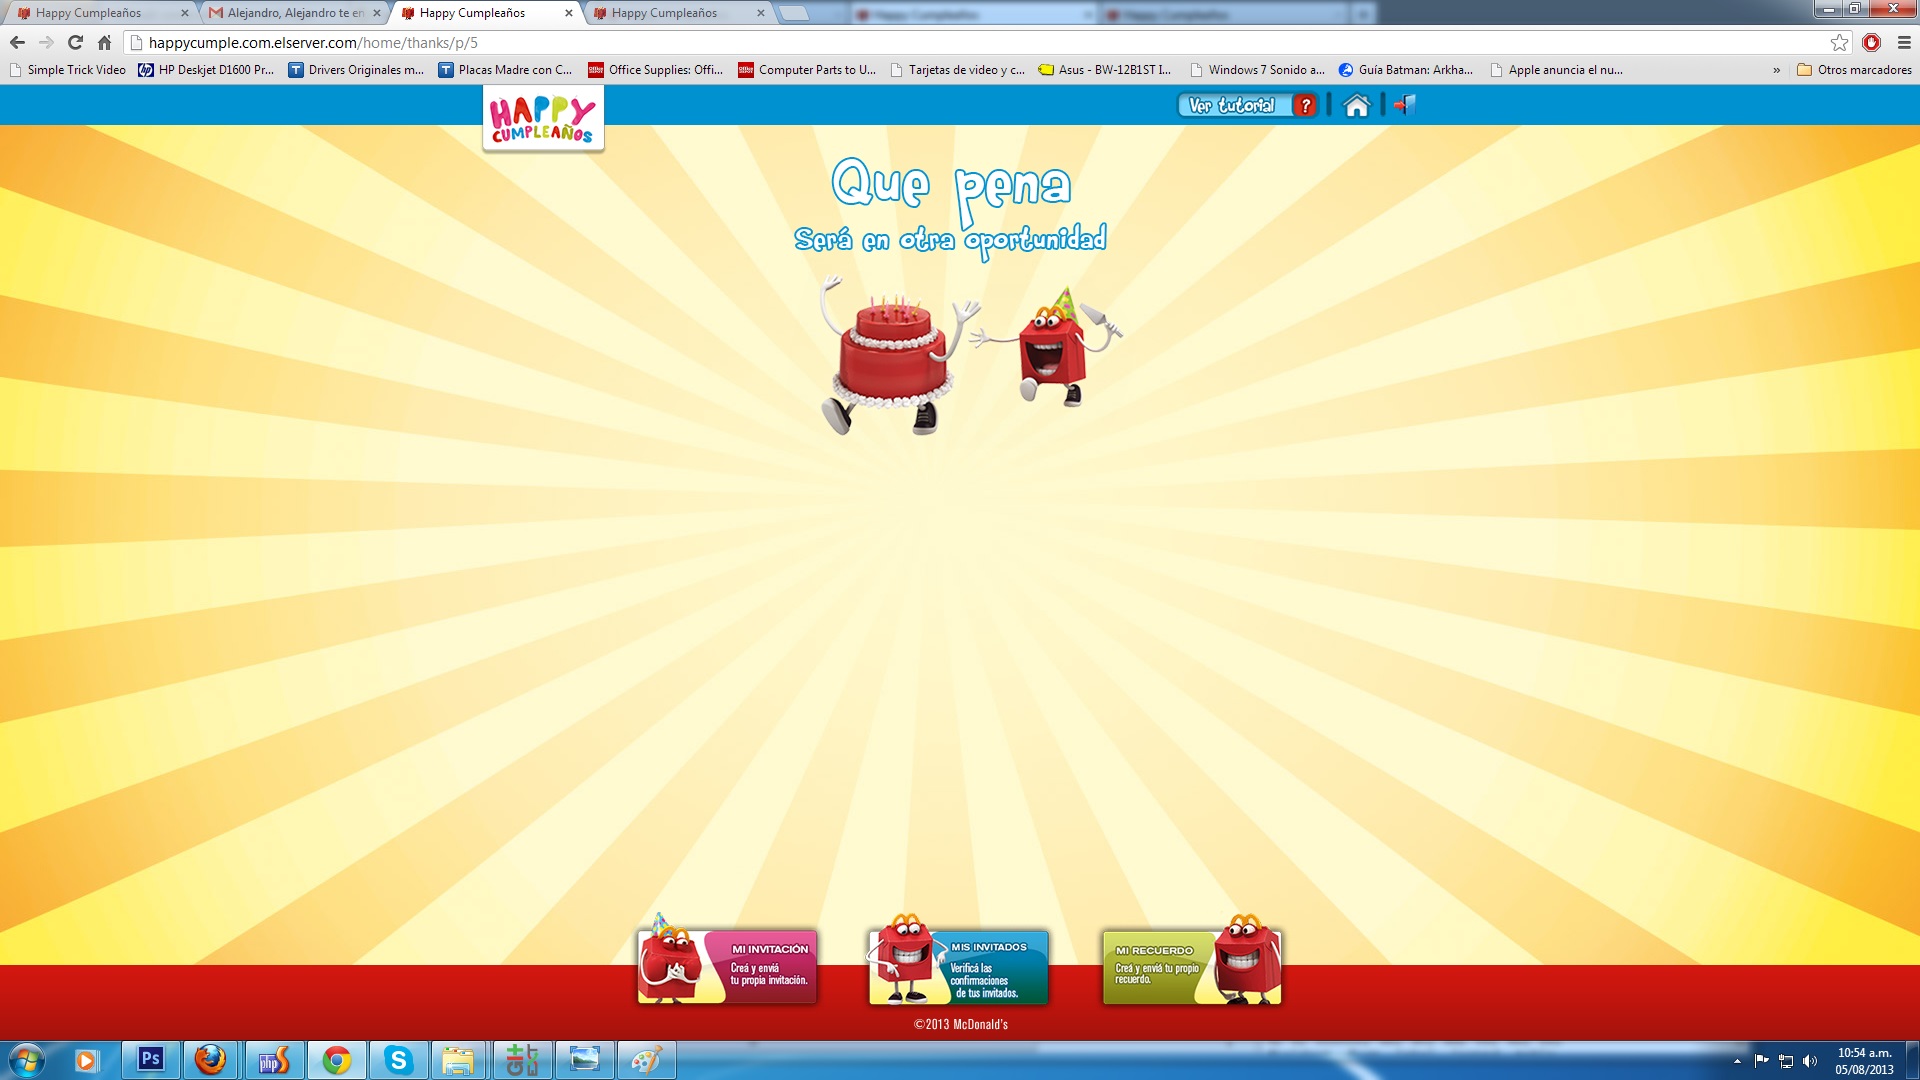 Happy Cumpleaños
Alejandro, Alejandro te en
Happy Cumpleaños
Happy Cumpleaños
happycumple.com.elserver.com/home/thanks/p/5
Simple Trick Video
HP Deskjet D1600 Pr...
Drivers Originales m...
Placas Madre con C...
Office Supplies: Offi...
Computer Parts to U...
Tarjetas de video y c...
Asus - BW-12B1ST I...
Windows 7 Sonido a...
Guía Batman: Arkha...
Apple anuncia el nu...
»
Otros marcadores
HAPPY
CUMPLEAÑOS
Ver tutorial ?
Que pena
Será en otra oportunidad
MI INVITACIÓN
Creá y enviá
tu propia invitación.
MIS INVITADOS
Verificá las
confirmaciones
de tus invitados.
MI RECUERDO
Creá y enviá tu propio
recuerdo.
©2013 McDonald's
Ps
php
Git
10:54 a.m.
05/08/2013